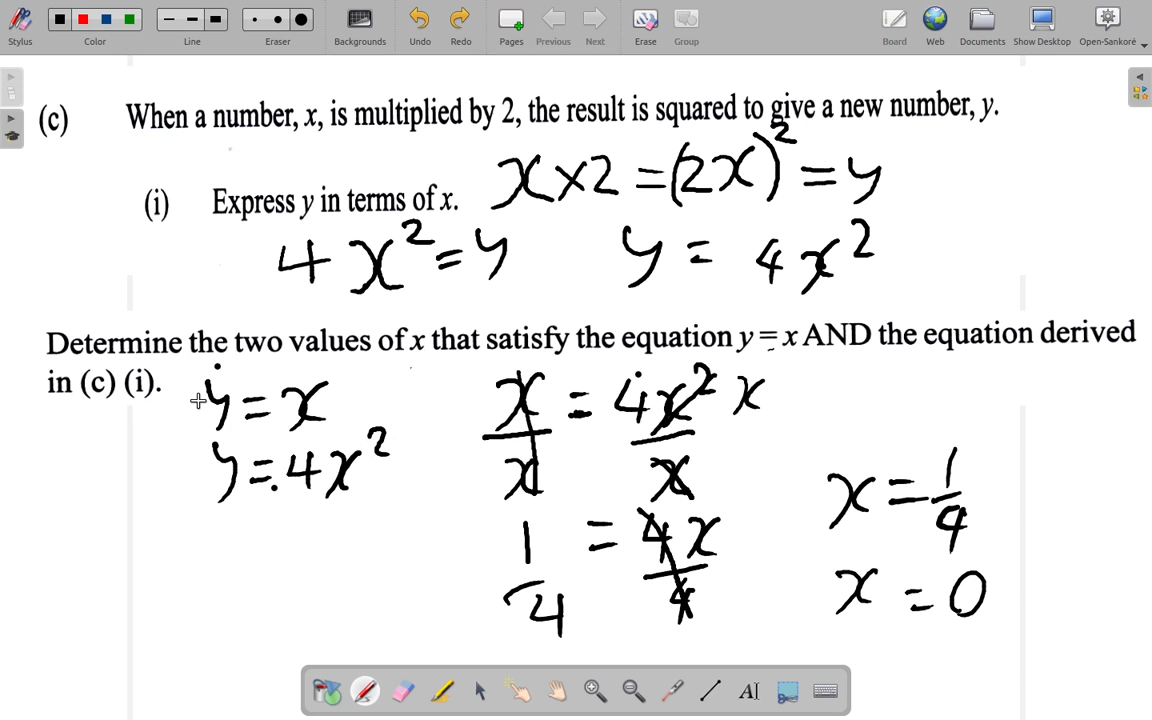 Stylus Color Line Eraser Backgrounds Undo Redo Pages Previous Next Erase Group Board Web Documents Show Desktop Open-Sankoré
(c) When a number, x, is multiplied by 2, the result is squared to give a new number, y.
(i) Express y in terms of x.
x × 2 = (2x)² = y
4x² = y y = 4x²
Determine the two values of x that satisfy the equation y = x AND the equation derived
in (c) (i).
y = x
y = 4x²
x = 4x² x
x x
1 = 4x
4 4
x = 1/4
x = 0
AI